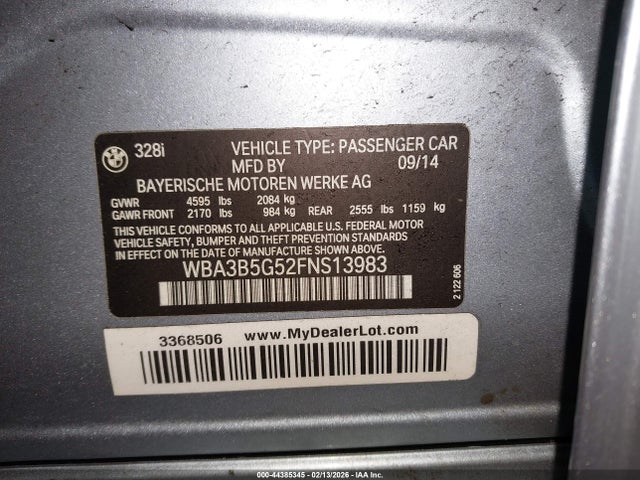 328i VEHICLE TYPE: PASSENGER CAR
MFD BY 09/14
BAYERISCHE MOTOREN WERKE AG
GVWR 4595 lbs 2084 kg
GAWR FRONT 2170 lbs 984 kg REAR 2555 lbs 1159 kg
THIS VEHICLE CONFORMS TO ALL APPLICABLE U.S. FEDERAL MOTOR
VEHICLE SAFETY, BUMPER AND THEFT PREVENTION STANDARDS
IN EFFECT ON THE DATE OF MANUFACTURE SHOWN ABOVE.
WBA3B5G52FNS13983
2 122 606
3368506 www.MyDealerLot.com
000-44385345 - 02/13/2026 - IAA Inc.